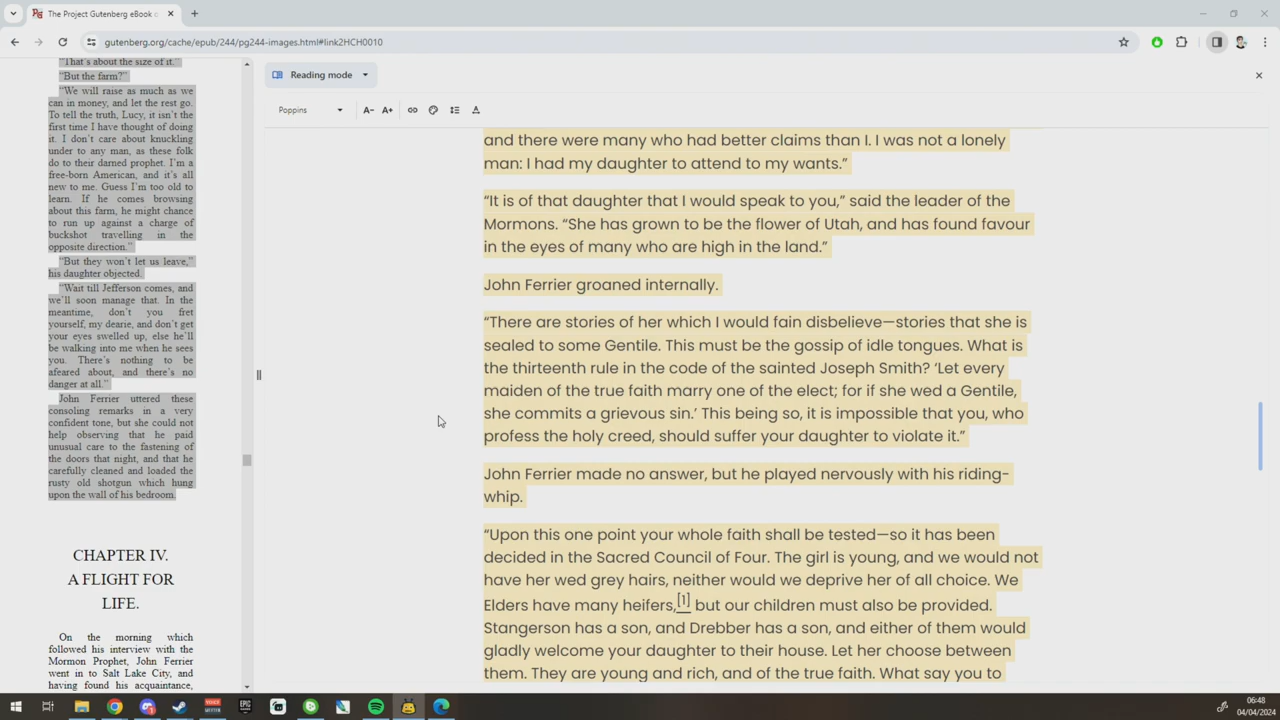 The Project Gutenberg eBook o
gutenberg.org/cache/epub/244/pg244-images.html#link2HCH0010
“That’s about the size of it.”
“But the farm?”
“We will raise as much as we
can in money, and let the rest go.
To tell the truth, Lucy, it isn’t the
first time I have thought of doing
it. I don’t care about knuckling
under to any man, as these folk
do to their darned prophet. I’m a
free-born American, and it’s all
new to me. Guess I’m too old to
learn. If he comes browsing
about this farm, he might chance
to run up against a charge of
buckshot travelling in the
opposite direction.”
“But they won’t let us leave,”
his daughter objected.
“Wait till Jefferson comes, and
we’ll soon manage that. In the
meantime, don’t you fret
yourself, my dearie, and don’t get
your eyes swelled up, else he’ll
be walking into me when he sees
you. There’s nothing to be
afeared about, and there’s no
danger at all.”
John Ferrier uttered these
consoling remarks in a very
confident tone, but she could not
help observing that he paid
unusual care to the fastening of
the doors that night, and that he
carefully cleaned and loaded the
rusty old shotgun which hung
upon the wall of his bedroom.
CHAPTER IV.
A FLIGHT FOR
LIFE.
On the morning which
followed his interview with the
Mormon Prophet, John Ferrier
went in to Salt Lake City, and
having found his acquaintance,
Reading mode
Poppins
A- A+
and there were many who had better claims than I. I was not a lonely
man: I had my daughter to attend to my wants.”
“It is of that daughter that I would speak to you,” said the leader of the
Mormons. “She has grown to be the flower of Utah, and has found favour
in the eyes of many who are high in the land.”
John Ferrier groaned internally.
“There are stories of her which I would fain disbelieve—stories that she is
sealed to some Gentile. This must be the gossip of idle tongues. What is
the thirteenth rule in the code of the sainted Joseph Smith? ‘Let every
maiden of the true faith marry one of the elect; for if she wed a Gentile,
she commits a grievous sin.’ This being so, it is impossible that you, who
profess the holy creed, should suffer your daughter to violate it.”
John Ferrier made no answer, but he played nervously with his riding-
whip.
“Upon this one point your whole faith shall be tested—so it has been
decided in the Sacred Council of Four. The girl is young, and we would not
have her wed grey hairs, neither would we deprive her of all choice. We
Elders have many heifers,[1] but our children must also be provided.
Stangerson has a son, and Drebber has a son, and either of them would
gladly welcome your daughter to their house. Let her choose between
them. They are young and rich, and of the true faith. What say you to
EPIC
06:48
04/04/2024